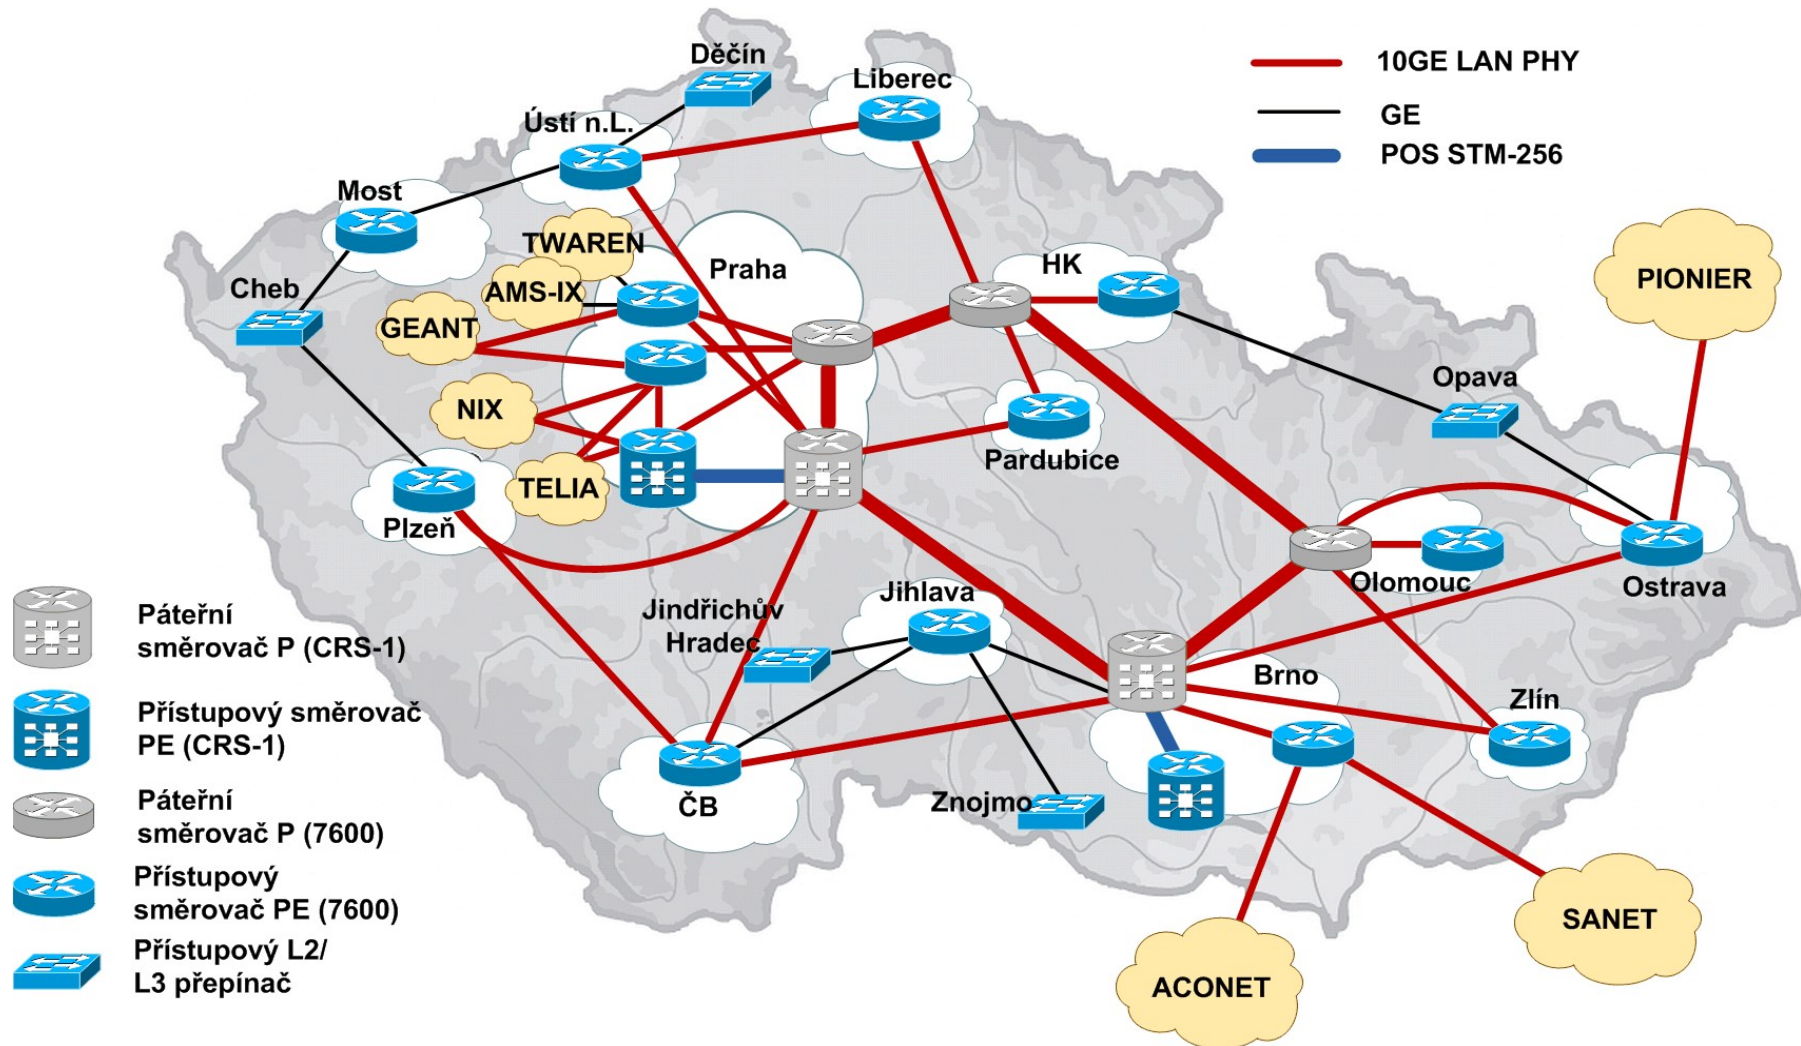 Děčín
Liberec
10GE LAN PHY
Ústí n.L.
GE
POS STM-256
Most
TWAREN
Praha
HK
PIONIER
Cheb
AMS-IX
GEANT
Opava
NIX
Pardubice
TELIA
Plzeň
Olomouc
Ostrava
Jihlava
Jindřichův
Hradec
Brno
Zlín
ČB
Znojmo
SANET
ACONET
Páteřní
směrovač P (CRS-1)
Přístupový směrovač
PE (CRS-1)
Páteřní
směrovač P (7600)
Přístupový
směrovač PE (7600)
Přístupový L2/
L3 přepínač